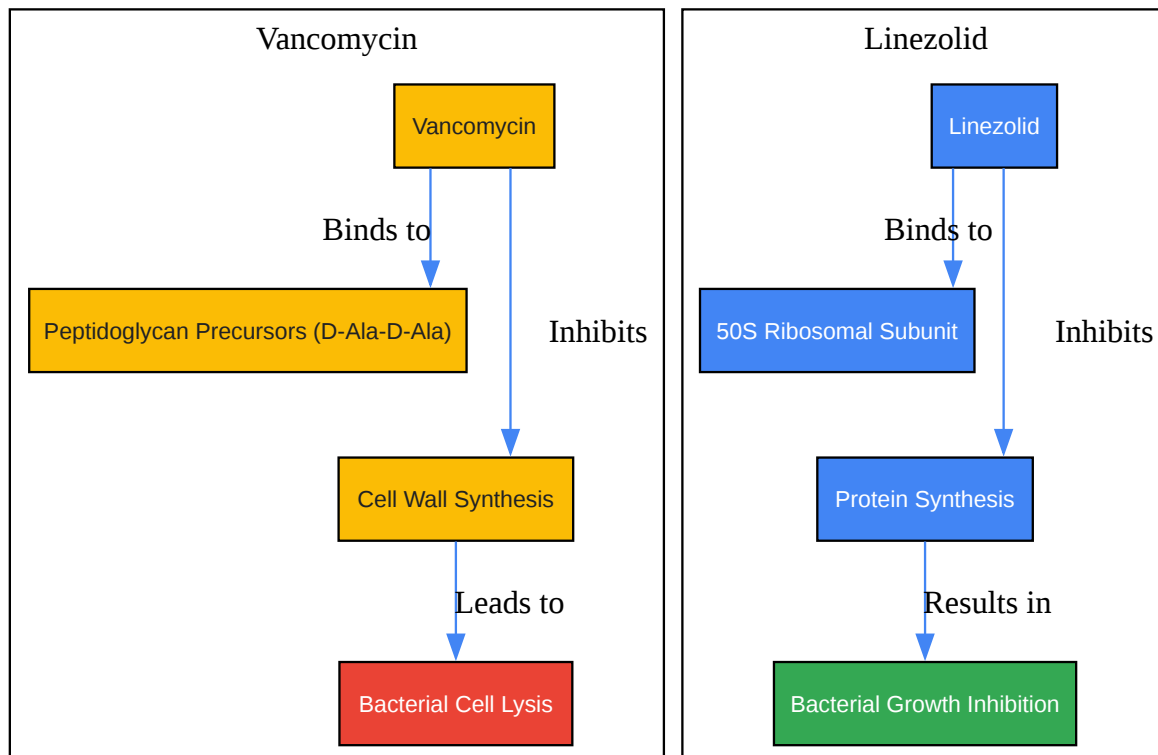 Vancomycin
Vancomycin
Binds to
Peptidoglycan Precursors (D-Ala-D-Ala)
Inhibits
Cell Wall Synthesis
Leads to
Bacterial Cell Lysis
Linezolid
Linezolid
Binds to
50S Ribosomal Subunit
Inhibits
Protein Synthesis
Results in
Bacterial Growth Inhibition